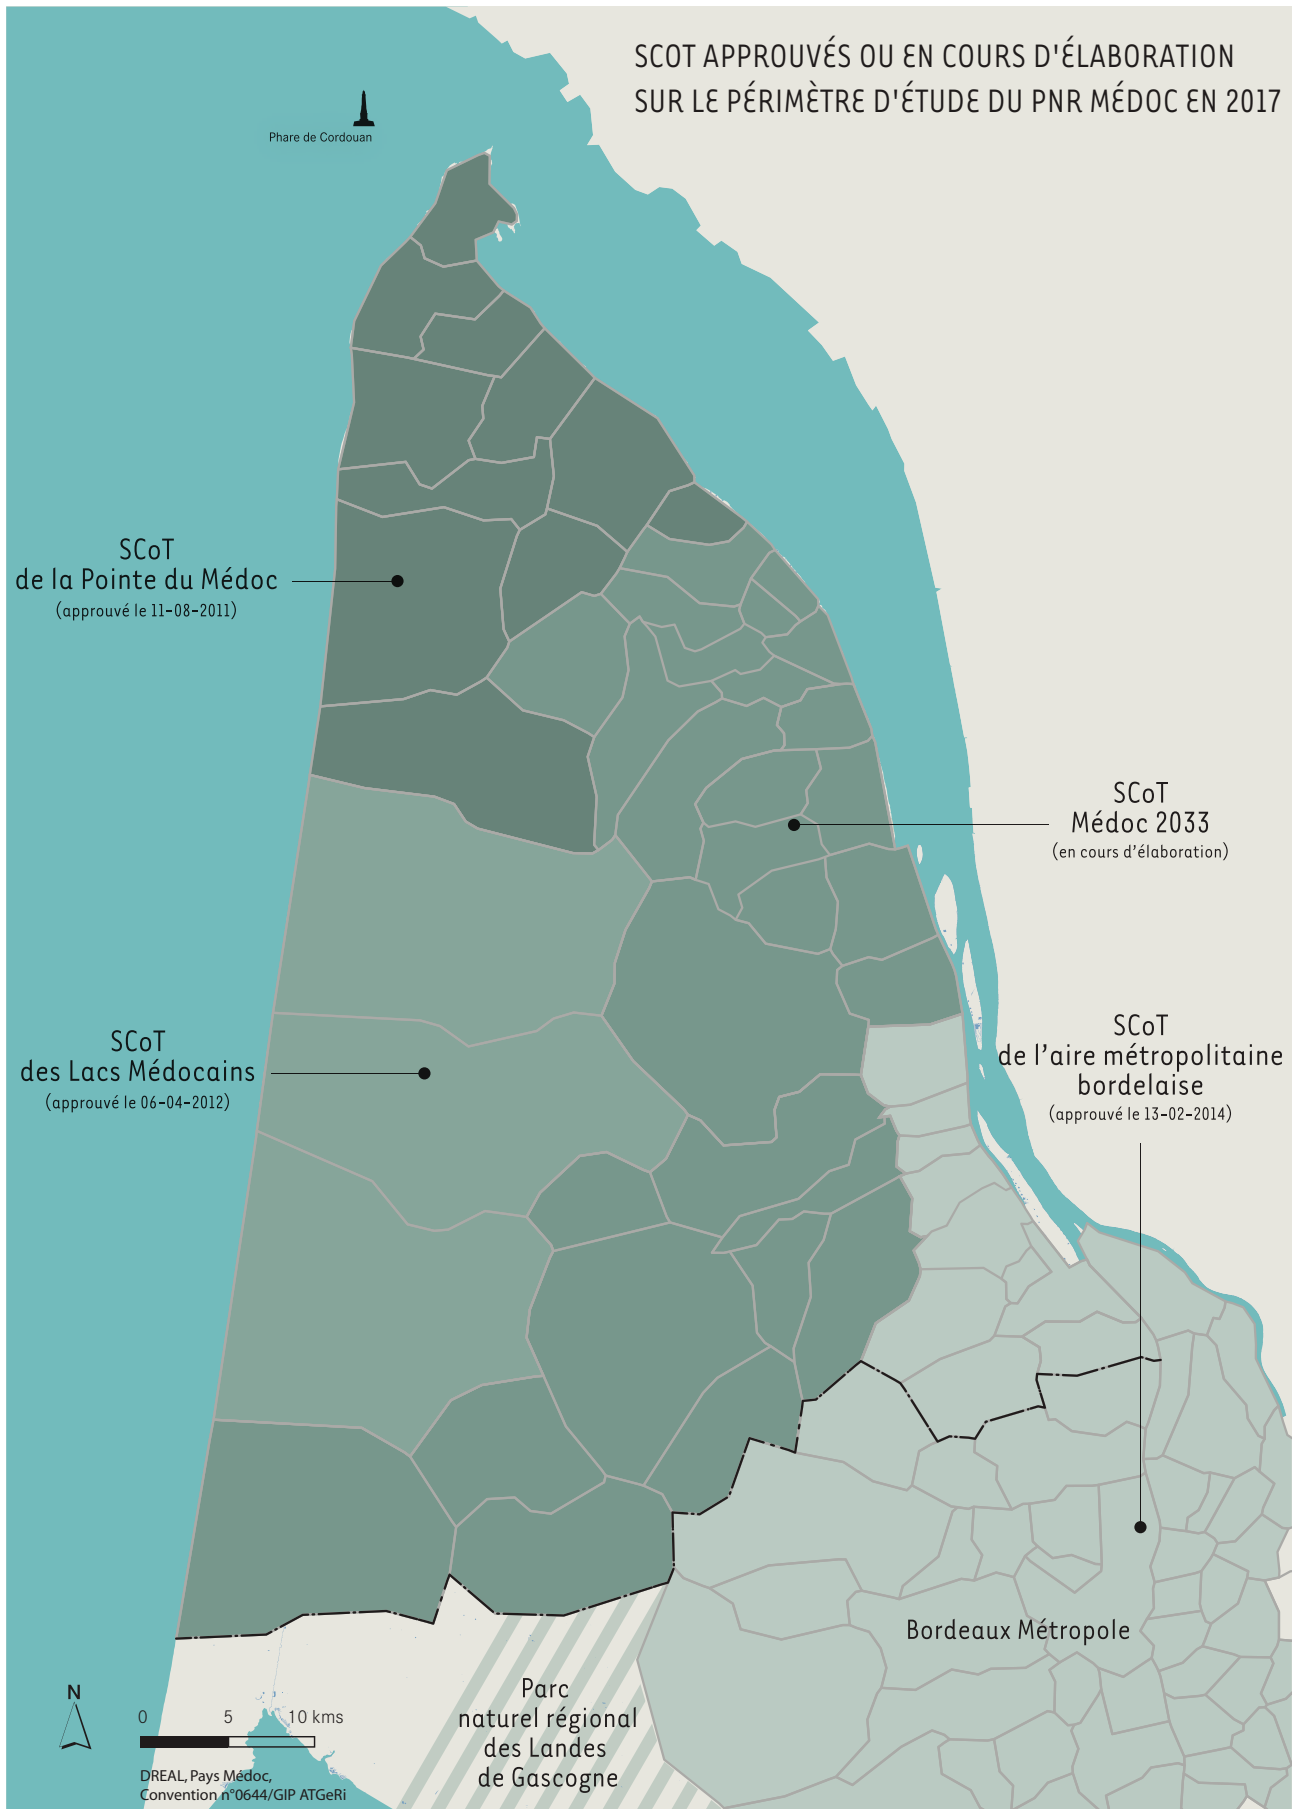 SCOT APPROUVÉS OU EN COURS D'ÉLABORATION
SUR LE PÉRIMÈTRE D'ÉTUDE DU PNR MÉDOC EN 2017
Phare de Cordouan
SCoT
de la Pointe du Médoc
(approuvé le 11-08-2011)
SCoT
Médoc 2033
(en cours d'élaboration)
SCoT
des Lacs Médocains
(approuvé le 06-04-2012)
SCoT
de l'aire métropolitaine
bordelaise
(approuvé le 13-02-2014)
Bordeaux Métropole
Parc
naturel régional
des Landes
de Gascogne
N
0 5 10 kms
DREAL, Pays Médoc,
Convention n°0644/GIP ATGeRi